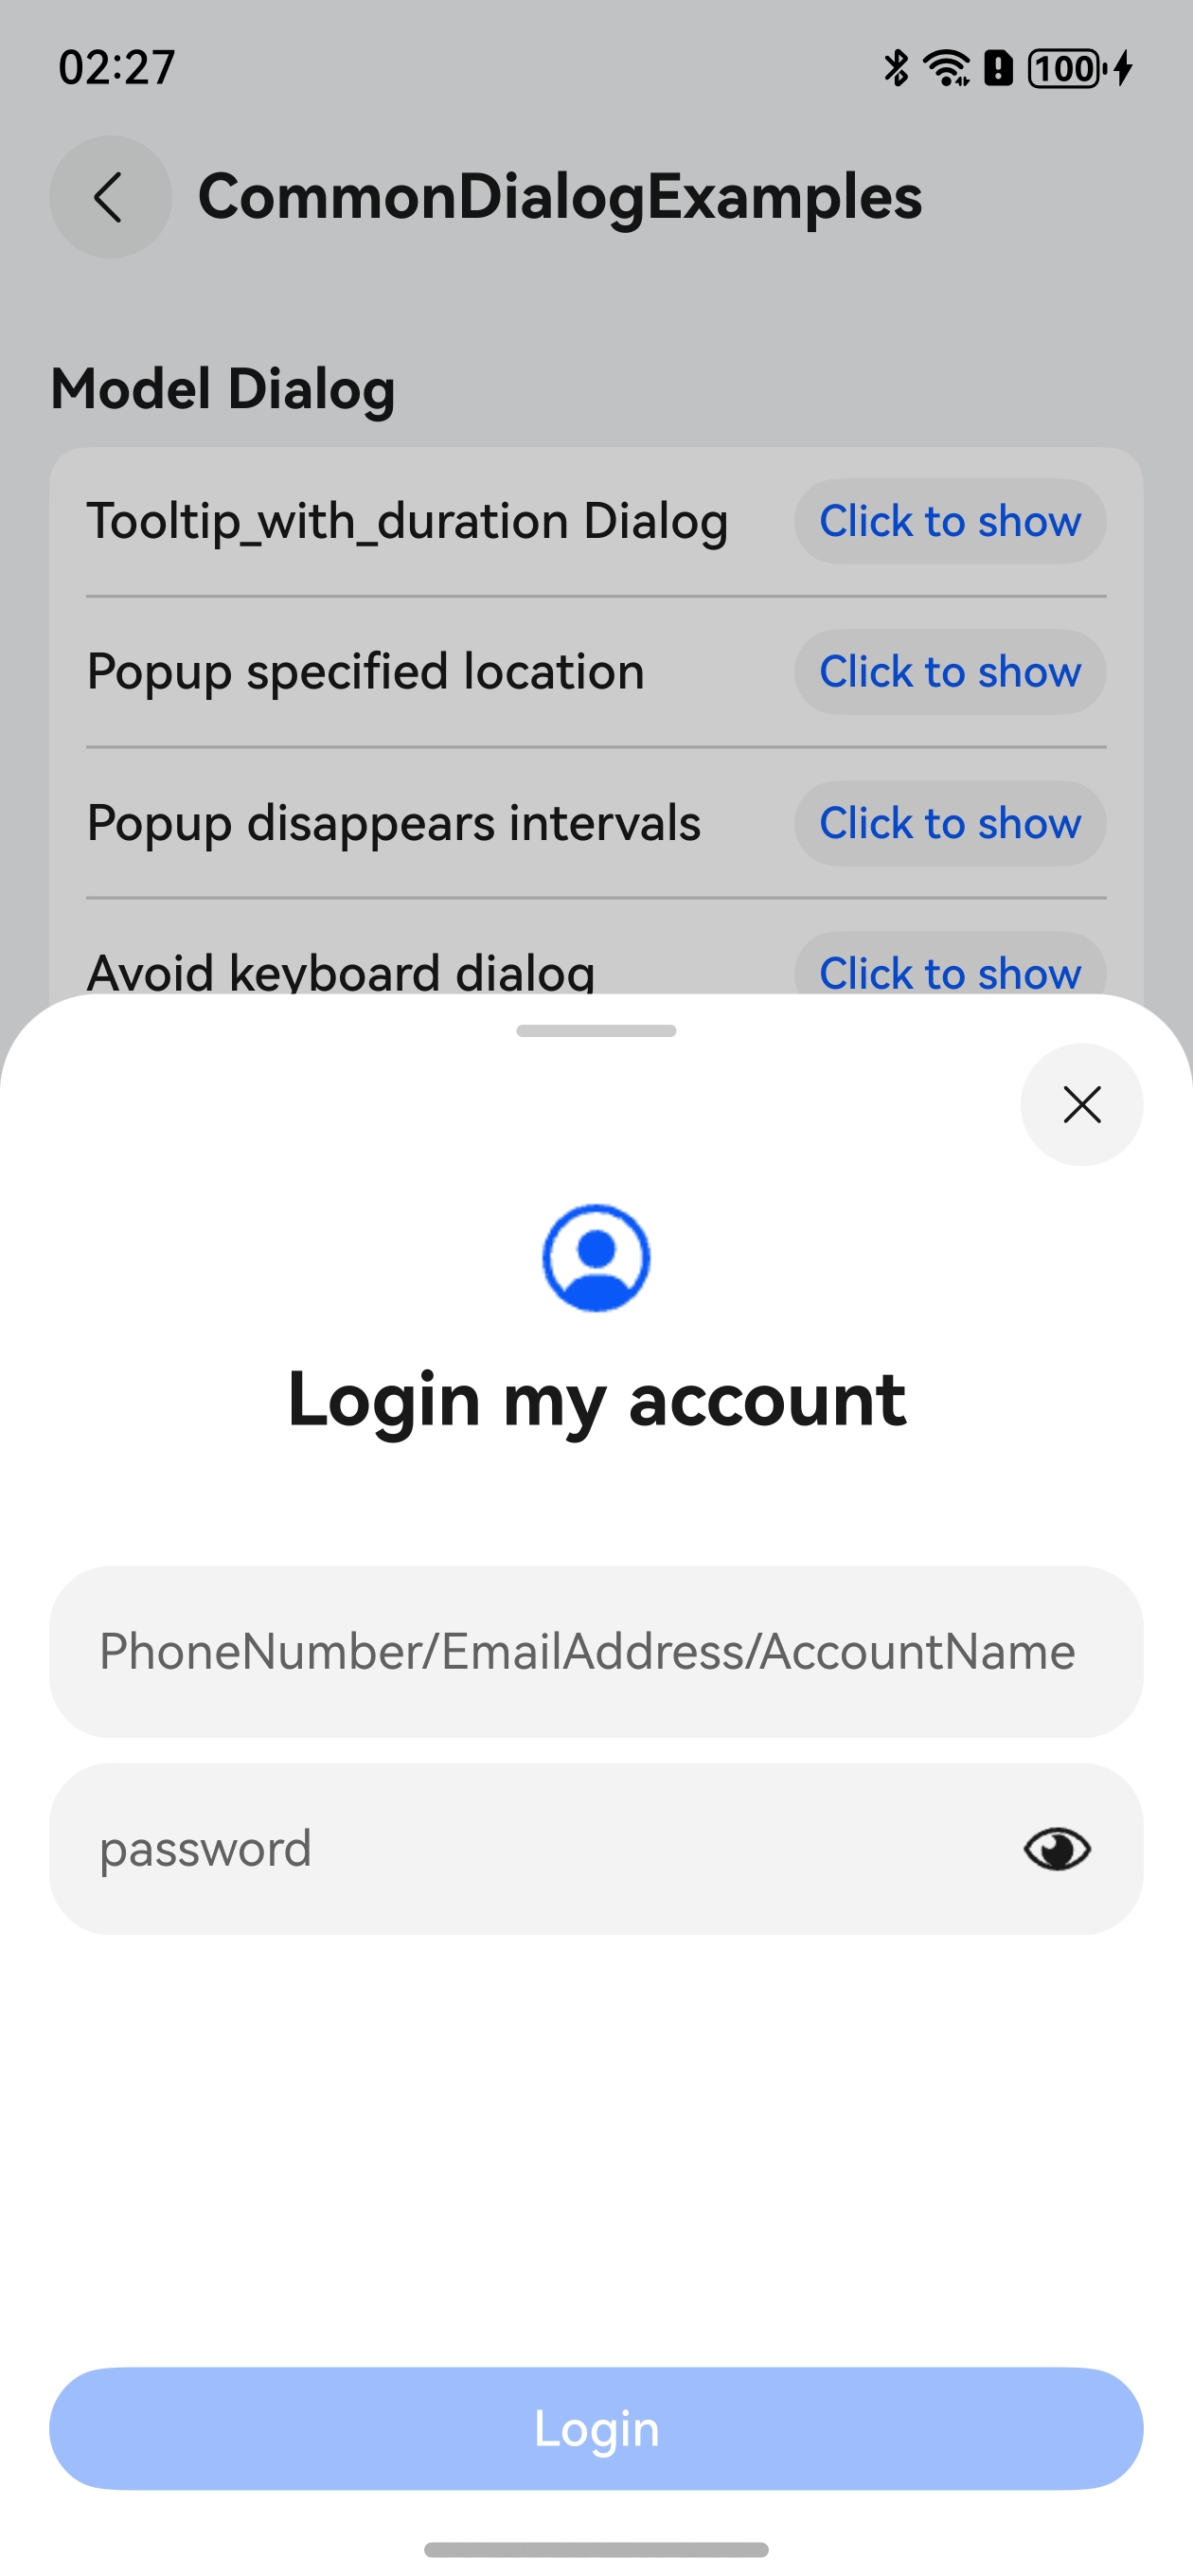 02:27
100
CommonDialogExamples
Model Dialog
Tooltip_with_duration Dialog
Click to show
Popup specified location
Click to show
Popup disappears intervals
Click to show
Avoid keyboard dialog
Click to show
Login my account
PhoneNumber/EmailAddress/AccountName
password
Login